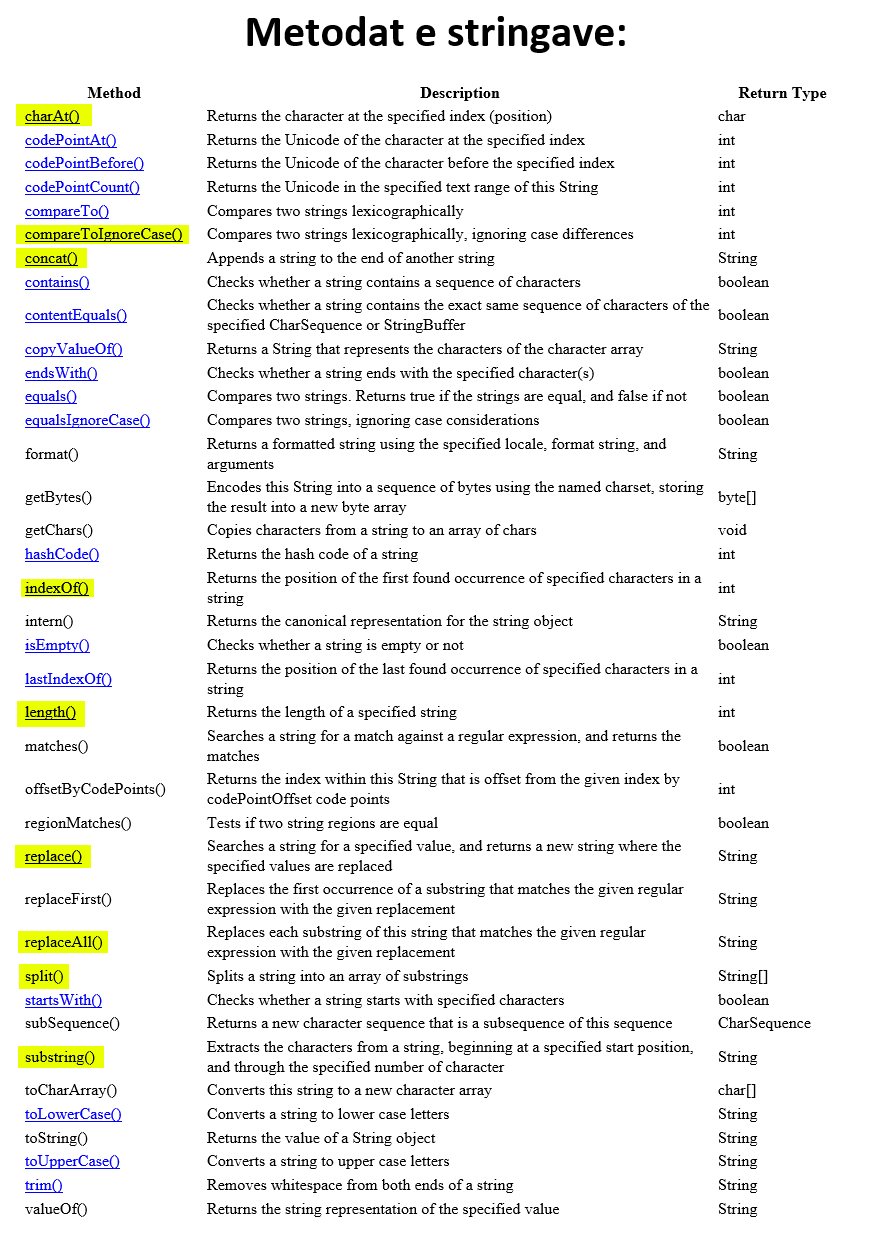 Metodat e stringave:
Method Description Return Type
charAt() Returns the character at the specified index (position) char
codePointAt() Returns the Unicode of the character at the specified index int
codePointBefore() Returns the Unicode of the character before the specified index int
codePointCount() Returns the Unicode in the specified text range of this String int
compareTo() Compares two strings lexicographically int
compareToIgnoreCase() Compares two strings lexicographically, ignoring case differences int
concat() Appends a string to the end of another string String
contains() Checks whether a string contains a sequence of characters boolean
contentEquals() Checks whether a string contains the exact same sequence of characters of the
specified CharSequence or StringBuffer boolean
copyValueOf() Returns a String that represents the characters of the character array String
endsWith() Checks whether a string ends with the specified character(s) boolean
equals() Compares two strings. Returns true if the strings are equal, and false if not boolean
equalsIgnoreCase() Compares two strings, ignoring case considerations boolean
format() Returns a formatted string using the specified locale, format string, and
arguments String
getBytes() Encodes this String into a sequence of bytes using the named charset, storing
the result into a new byte array byte[]
getChars() Copies characters from a string to an array of chars void
hashCode() Returns the hash code of a string int
indexOf() Returns the position of the first found occurrence of specified characters in a
string int
intern() Returns the canonical representation for the string object String
isEmpty() Checks whether a string is empty or not boolean
lastIndexOf() Returns the position of the last found occurrence of specified characters in a
string int
length() Returns the length of a specified string int
matches() Searches a string for a match against a regular expression, and returns the
matches boolean
offsetByCodePoints() Returns the index within this String that is offset from the given index by
codePointOffset code points int
regionMatches() Tests if two string regions are equal boolean
replace() Searches a string for a specified value, and returns a new string where the
specified values are replaced String
replaceFirst() Replaces the first occurrence of a substring that matches the given regular
expression with the given replacement String
replaceAll() Replaces each substring of this string that matches the given regular
expression with the given replacement String
split() Splits a string into an array of substrings String[]
startsWith() Checks whether a string starts with specified characters boolean
subSequence() Returns a new character sequence that is a subsequence of this sequence CharSequence
substring() Extracts the characters from a string, beginning at a specified start position,
and through the specified number of character String
toCharArray() Converts this string to a new character array char[]
toLowerCase() Converts a string to lower case letters String
toString() Returns the value of a String object String
toUpperCase() Converts a string to upper case letters String
trim() Removes whitespace from both ends of a string String
valueOf() Returns the string representation of the specified value String